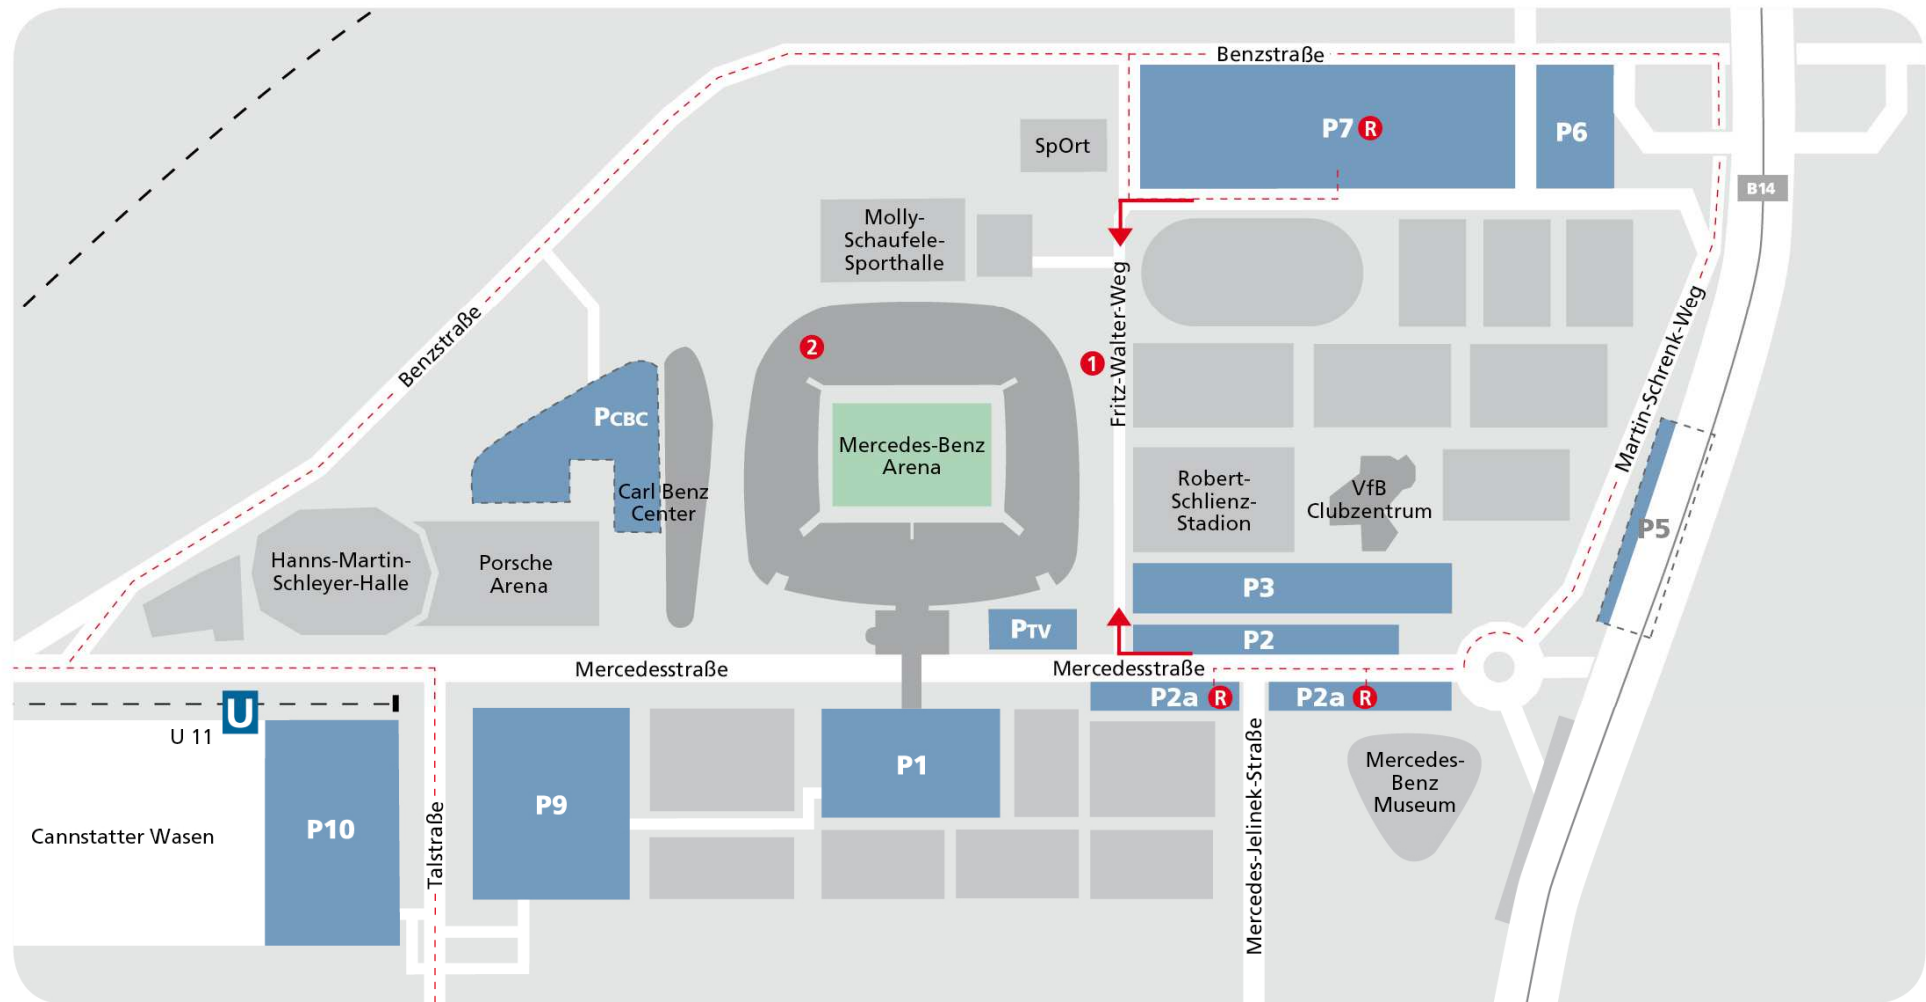 Benzstraße
P7 R
P6
SpOrt
B14
Molly-
Schaufele-
Sporthalle
Fritz-Walter-Weg
Martin-Schrenk-Weg
Benzstraße
2
1
PCBC
Mercedes-Benz
Arena
Carl Benz
Center
Robert-
Schlienz-
Stadion
VfB
Clubzentrum
P5
Hanns-Martin-
Schleyer-Halle
Porsche
Arena
P3
PTV
P2
Mercedesstraße
Mercedesstraße
P2a R
P2a R
U
U 11
P1
Mercedes-
Benz
Museum
P9
P10
Cannstatter Wasen
Talstraße
Mercedes-Jelinek-Straße